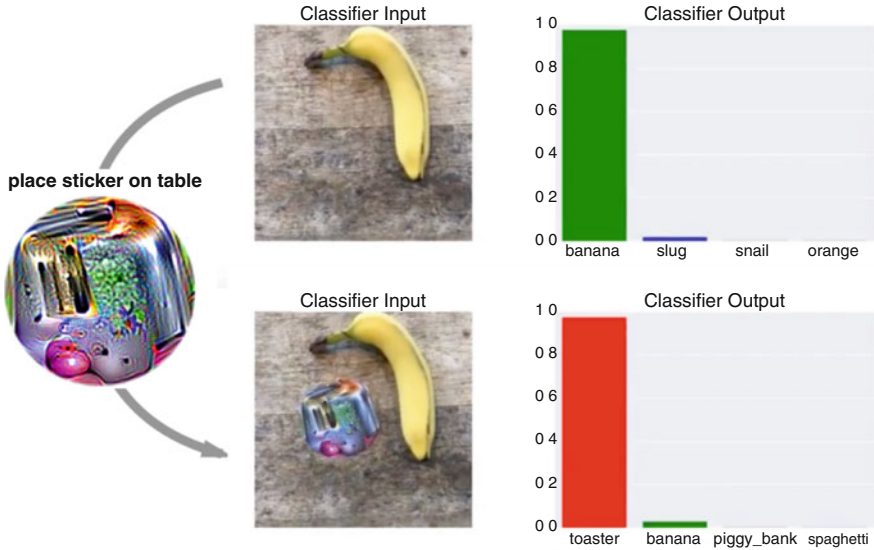 Classifier Input
Classifier Output
1 0
0 8
0 6
0 4
0 2
0 0
banana slug snail orange
place sticker on table
Classifier Input
Classifier Output
1 0
0 8
0 6
0 4
0 2
0 0
toaster banana piggy_bank spaghetti